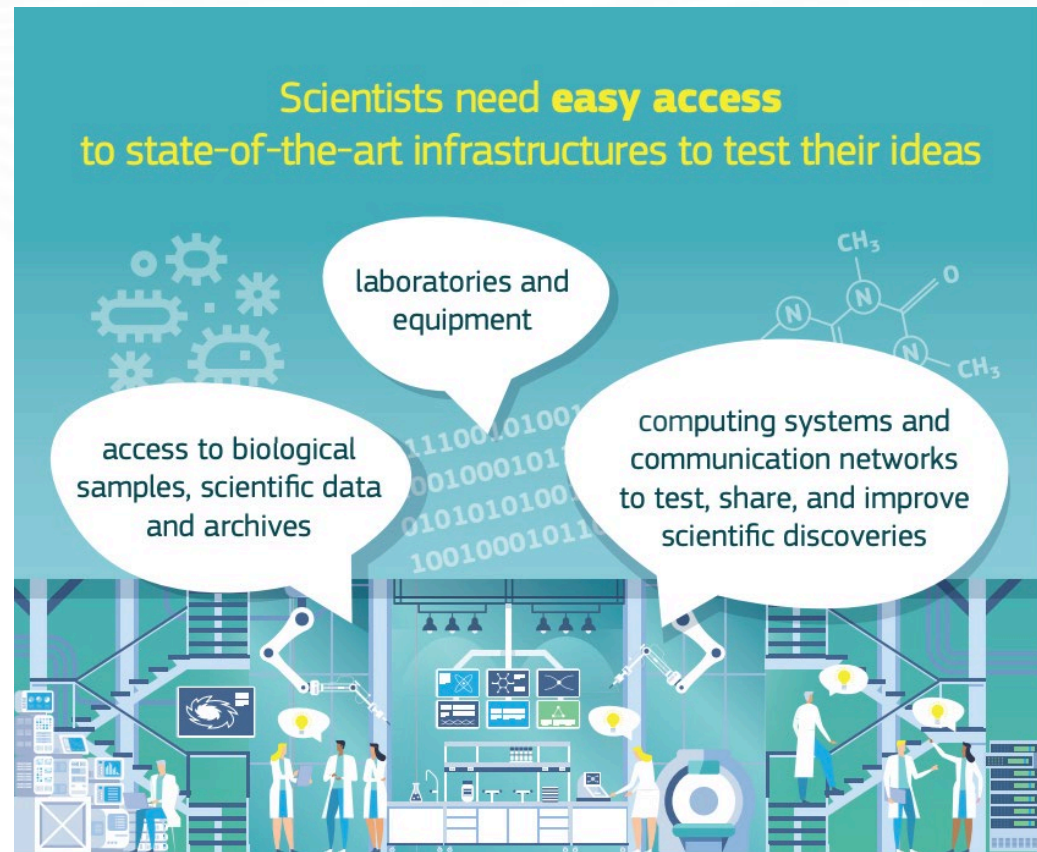 Scientists need easy access
to state-of-the-art infrastructures to test their ideas
laboratories and
equipment
access to biological
samples, scientific data
and archives
computing systems and
communication networks
to test, share, and improve
scientific discoveries
CH₃
O
N
N
N
CH₃